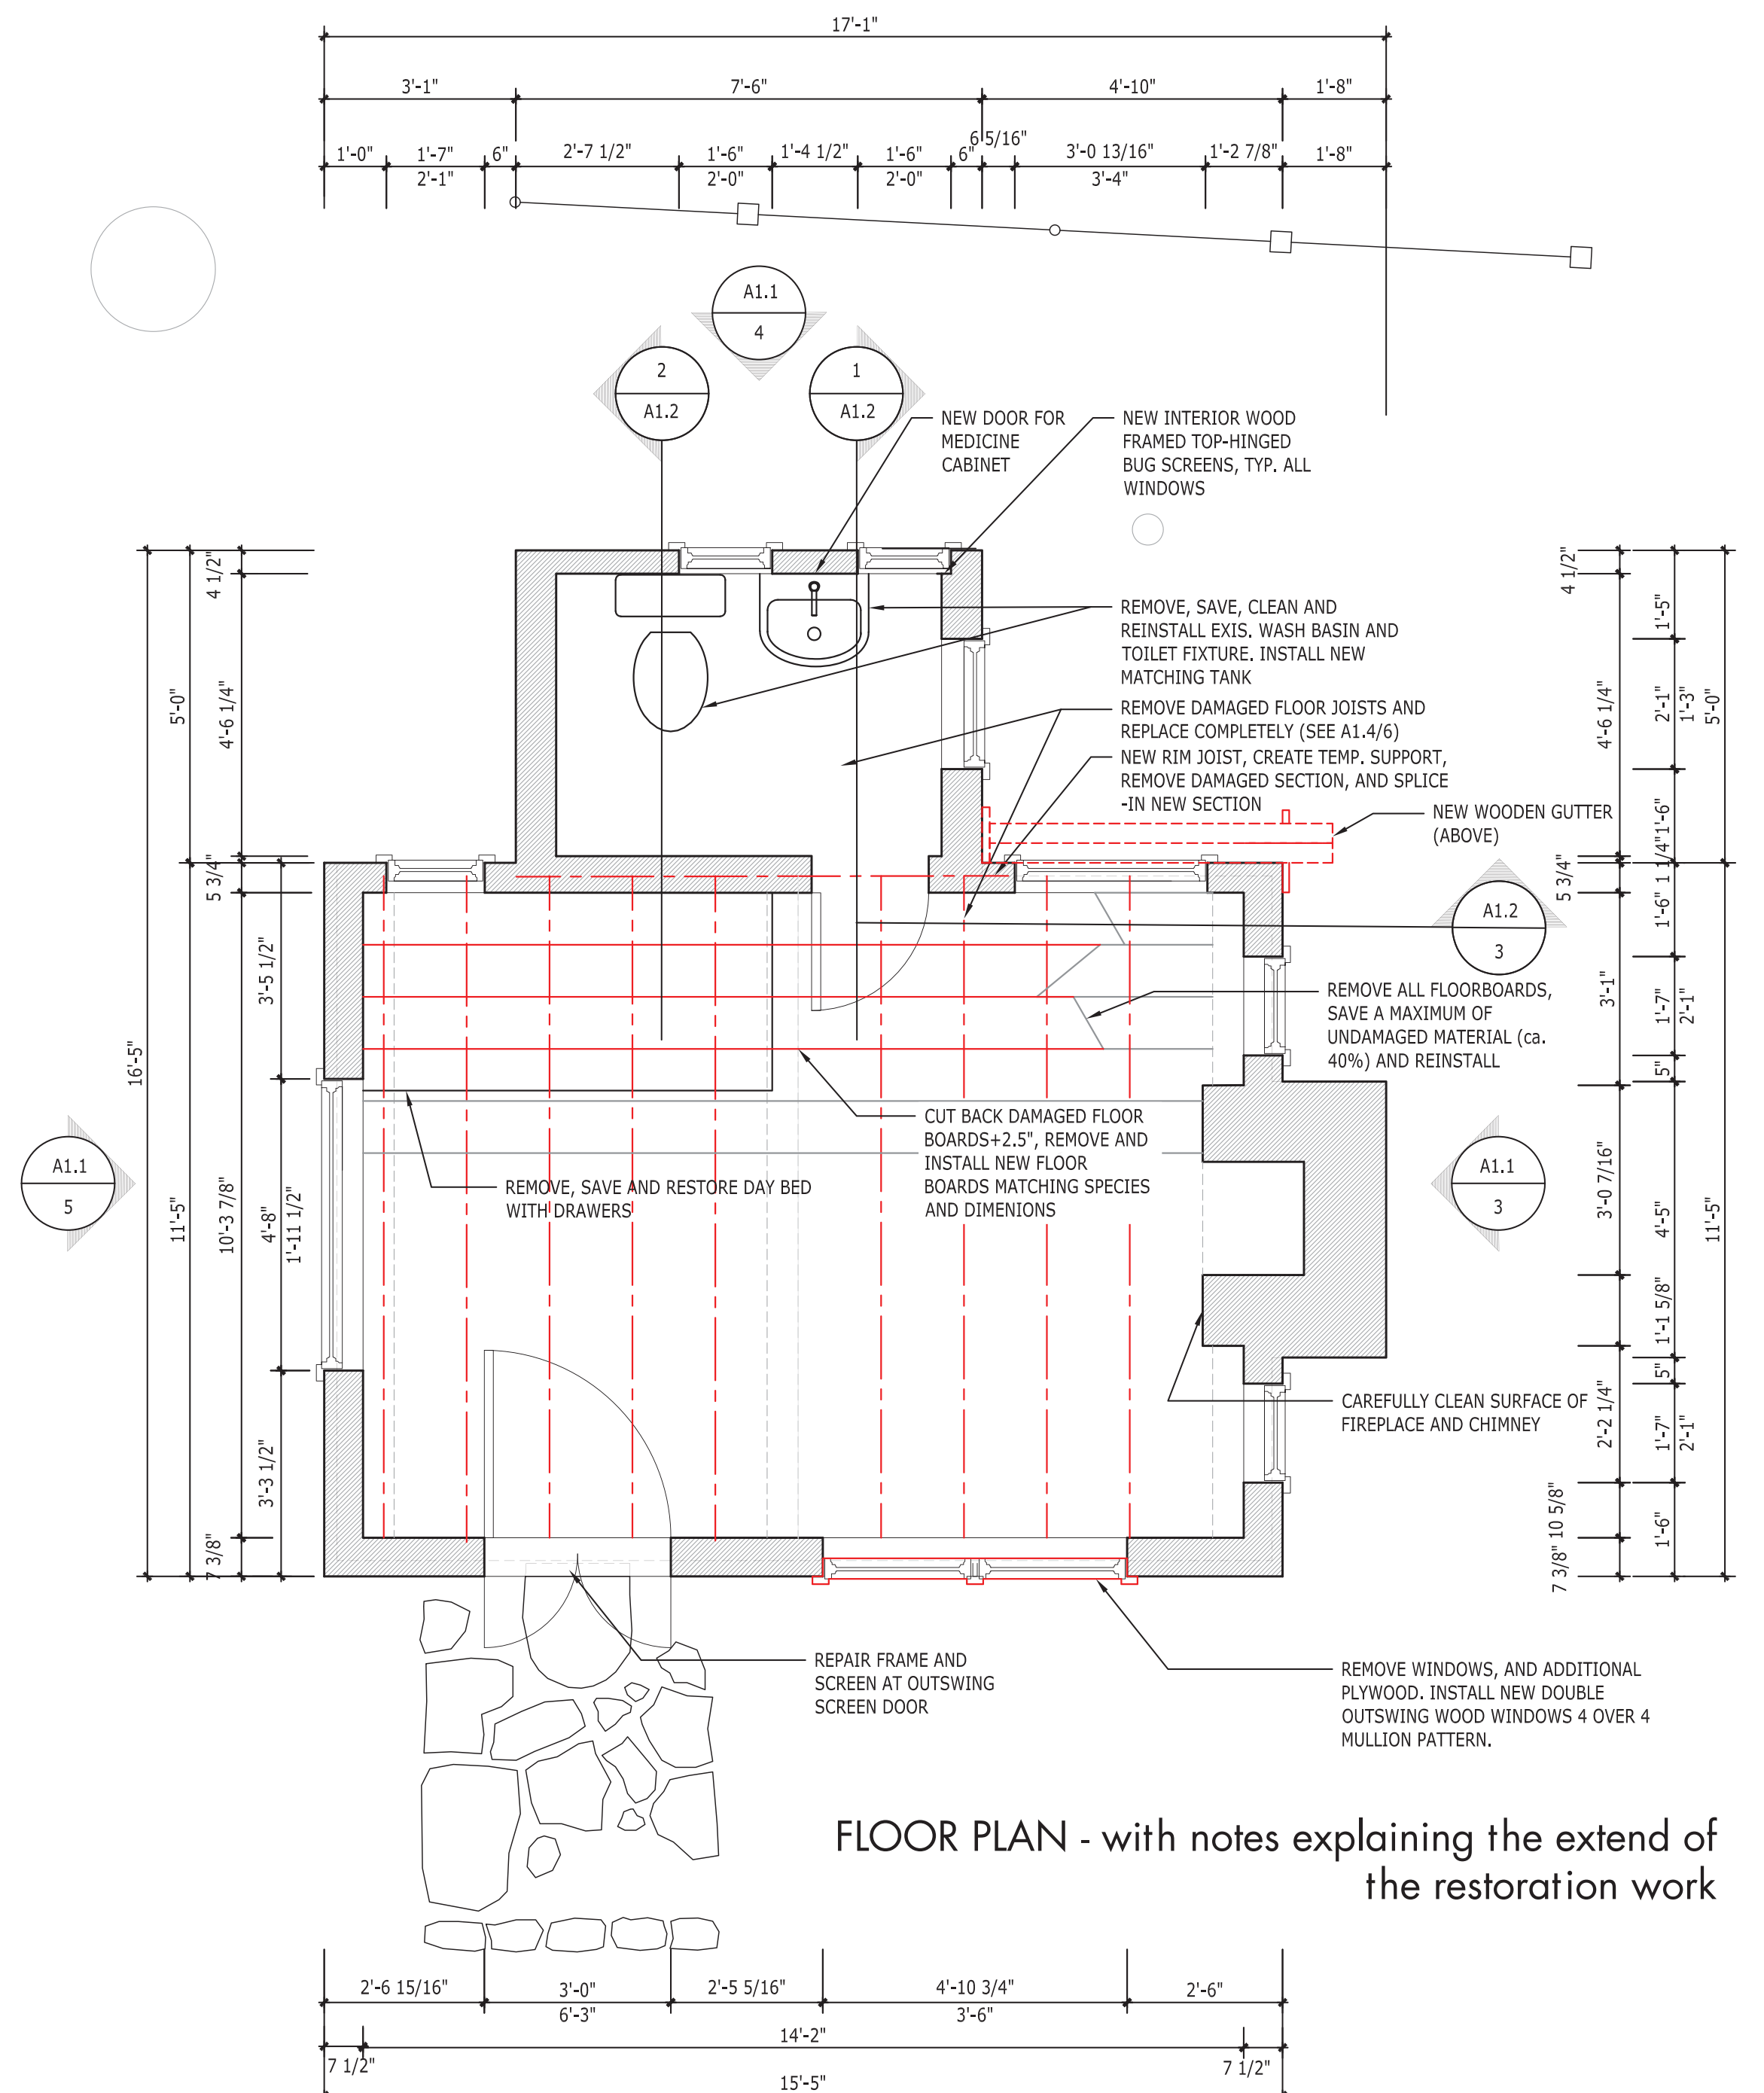 17'-1"
3'-1" 7'-6" 4'-10" 1'-8"
6 5/16"
1'-0" 1'-7" 6" 2'-7 1/2" 1'-6" 1'-4 1/2" 1'-6" 6" 3'-0 13/16" 1'-2 7/8" 1'-8"
2'-1" 2'-0" 2'-0" 3'-4"
A1.1
4
2
A1.2
1
A1.2
NEW DOOR FOR
MEDICINE
CABINET
NEW INTERIOR WOOD
FRAMED TOP-HINGED
BUG SCREENS, TYP. ALL
WINDOWS
REMOVE, SAVE, CLEAN AND
REINSTALL EXIS. WASH BASIN AND
TOILET FIXTURE. INSTALL NEW
MATCHING TANK
REMOVE DAMAGED FLOOR JOISTS AND
REPLACE COMPLETELY (SEE A1.4/6)
NEW RIM JOIST, CREATE TEMP. SUPPORT,
REMOVE DAMAGED SECTION, AND SPLICE
-IN NEW SECTION
NEW WOODEN GUTTER
(ABOVE)
A1.2
3
REMOVE ALL FLOORBOARDS,
SAVE A MAXIMUM OF
UNDAMAGED MATERIAL (ca.
40%) AND REINSTALL
CUT BACK DAMAGED FLOOR
BOARDS+2.5", REMOVE AND
INSTALL NEW FLOOR
BOARDS MATCHING SPECIES
AND DIMENIONS
REMOVE, SAVE AND RESTORE DAY BED
WITH DRAWERS
A1.1
5
A1.1
3
CAREFULLY CLEAN SURFACE OF
FIREPLACE AND CHIMNEY
REPAIR FRAME AND
SCREEN AT OUTSWING
SCREEN DOOR
REMOVE WINDOWS, AND ADDITIONAL
PLYWOOD. INSTALL NEW DOUBLE
OUTSWING WOOD WINDOWS 4 OVER 4
MULLION PATTERN.
16'-5"
5'-0"
11'-5"
4 1/2"
4'-6 1/4"
5 3/4"
10'-3 7/8"
7 3/8"
3'-5 1/2"
4'-8"
1'-11 1/2"
3'-3 1/2"
4 1/2"
4'-6 1/4"
5 3/4"
3'-1"
3'-0 7/16"
2'-2 1/4"
7 3/8" 10 5/8"
1'-5"
2'-1"
1'-3"
1'-6"
1 1/4"
1'-6"
1'-7"
2'-1"
5"
4'-5"
1'-1 5/8"
5"
1'-7"
2'-1"
1'-6"
5'-0"
11'-5"
FLOOR PLAN - with notes explaining the extend of
the restoration work
2'-6 15/16" 3'-0" 2'-5 5/16" 4'-10 3/4" 2'-6"
6'-3" 3'-6"
14'-2"
7 1/2" 7 1/2"
15'-5"